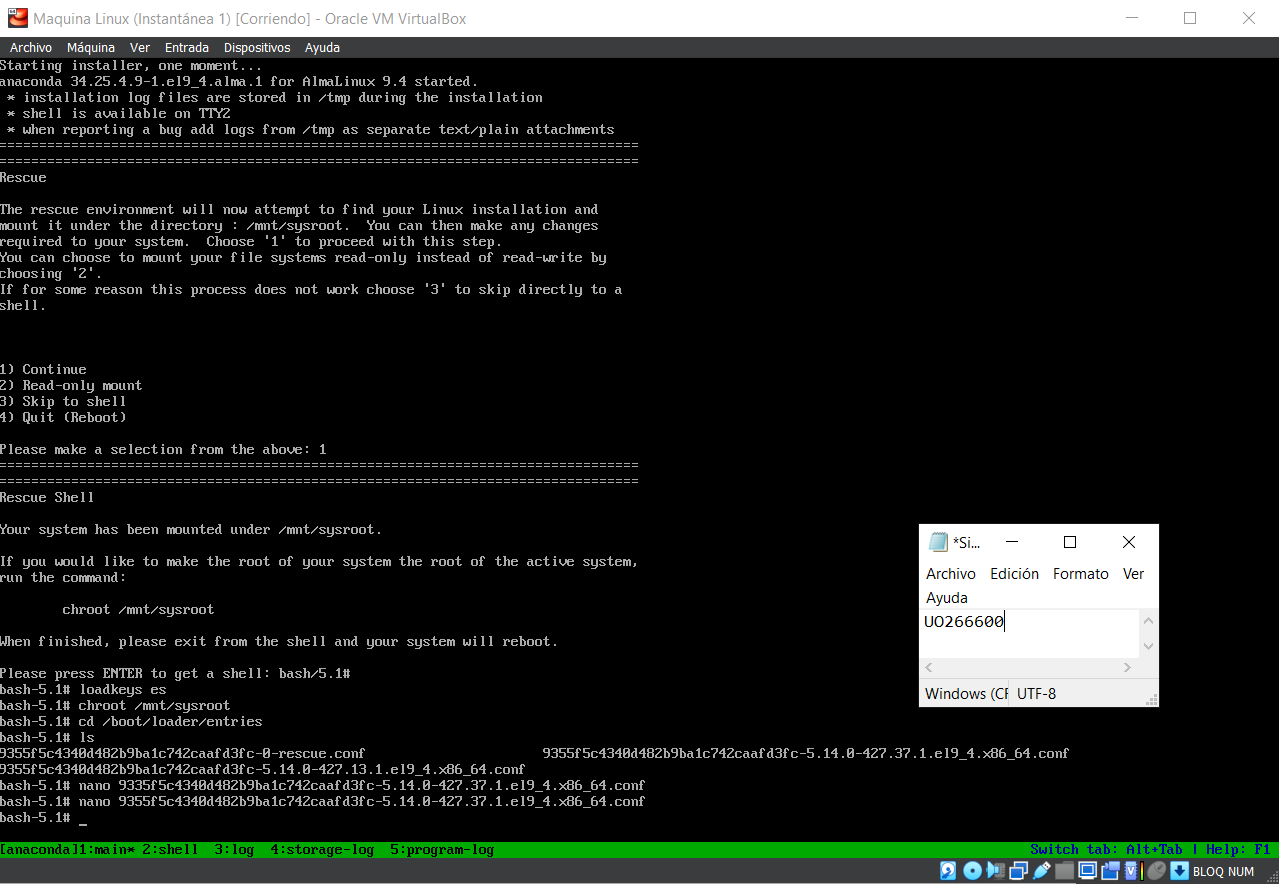 Maquina Linux (Instantánea 1) [Corriendo] - Oracle VM VirtualBox
Archivo Máquina Ver Entrada Dispositivos Ayuda
Starting installer, one moment...
anaconda 34.25.4.9-1.el9_4.alma.1 for AlmaLinux 9.4 started.
* installation log files are stored in /tmp during the installation
* shell is available on TTY2
* when reporting a bug add logs from /tmp as separate text/plain attachments
================================================================================
================================================================================
Rescue
The rescue environment will now attempt to find your Linux installation and
mount it under the directory : /mnt/sysroot.  You can then make any changes
required to your system.  Choose '1' to proceed with this step.
You can choose to mount your file systems read-only instead of read-write by
choosing '2'.
If for some reason this process does not work choose '3' to skip directly to a
shell.
1) Continue
2) Read-only mount
3) Skip to shell
4) Quit (Reboot)
Please make a selection from the above: 1
================================================================================
================================================================================
Rescue Shell
Your system has been mounted under /mnt/sysroot.
If you would like to make the root of your system the root of the active system,
run the command:
chroot /mnt/sysroot
When finished, please exit from the shell and your system will reboot.
Please press ENTER to get a shell: bash/5.1#
bash-5.1# loadkeys es
bash-5.1# chroot /mnt/sysroot
bash-5.1# cd /boot/loader/entries
bash-5.1# ls
9355f5c4340d482b9ba1c742caafd3fc-0-rescue.conf 9355f5c4340d482b9ba1c742caafd3fc-5.14.0-427.37.1.el9_4.x86_64.conf
9355f5c4340d482b9ba1c742caafd3fc-5.14.0-427.13.1.el9_4.x86_64.conf
bash-5.1# nano 9335f5c4340d482b9ba1c742caafd3fc-5.14.0-427.37.1.el9_4.x86_64.conf
bash-5.1# nano 9355f5c4340d482b9ba1c742caafd3fc-5.14.0-427.37.1.el9_4.x86_64.conf
bash-5.1# _
[anaconda]1:main* 2:shell  3:log  4:storage-log  5:program-log Switch tab: Alt+Tab | Help: F1
BLOQ NUM
*Si...
Archivo Edición Formato Ver
Ayuda
UO266600
Windows (CR UTF-8